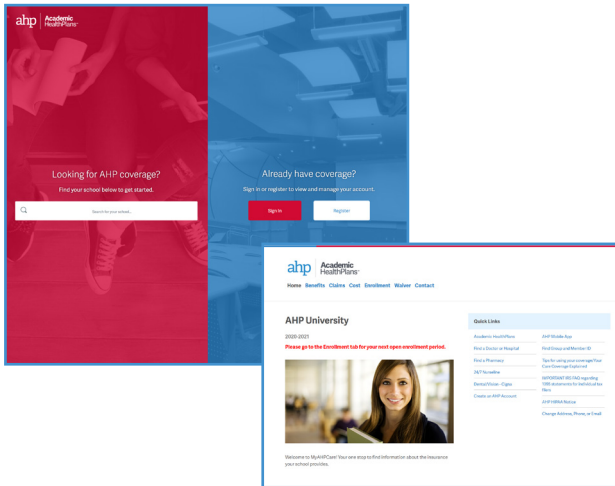 ahp Academic
HealthPlans
Looking for AHP coverage?
Find your school below to get started.
Search for your school...
Already have coverage?
Sign in or register to view and manage your account.
Sign in
Register
ahp Academic
HealthPlans
Home Benefits Claims Cost Enrollment Waiver Contact
AHP University
2020-2021
Please go to the Enrollment tab for your next open enrollment period.
Welcome to MyAHPCare! Your one stop to find information about the insurance
your school provides.
Quick Links
Academic HealthPlans
Find a Doctor or Hospital
Find a Pharmacy
24/7 Nurseline
Dental/Vision - Cigna
Create an AHP Account
AHP Mobile App
Find Group and Member ID
Tips for using your coverage/Your
Care Coverage Explained
IMPORTANT IRS FAQ regarding
1095 statements for individual tax
filers
AHP HIPAA Notice
Change Address, Phone, or Email